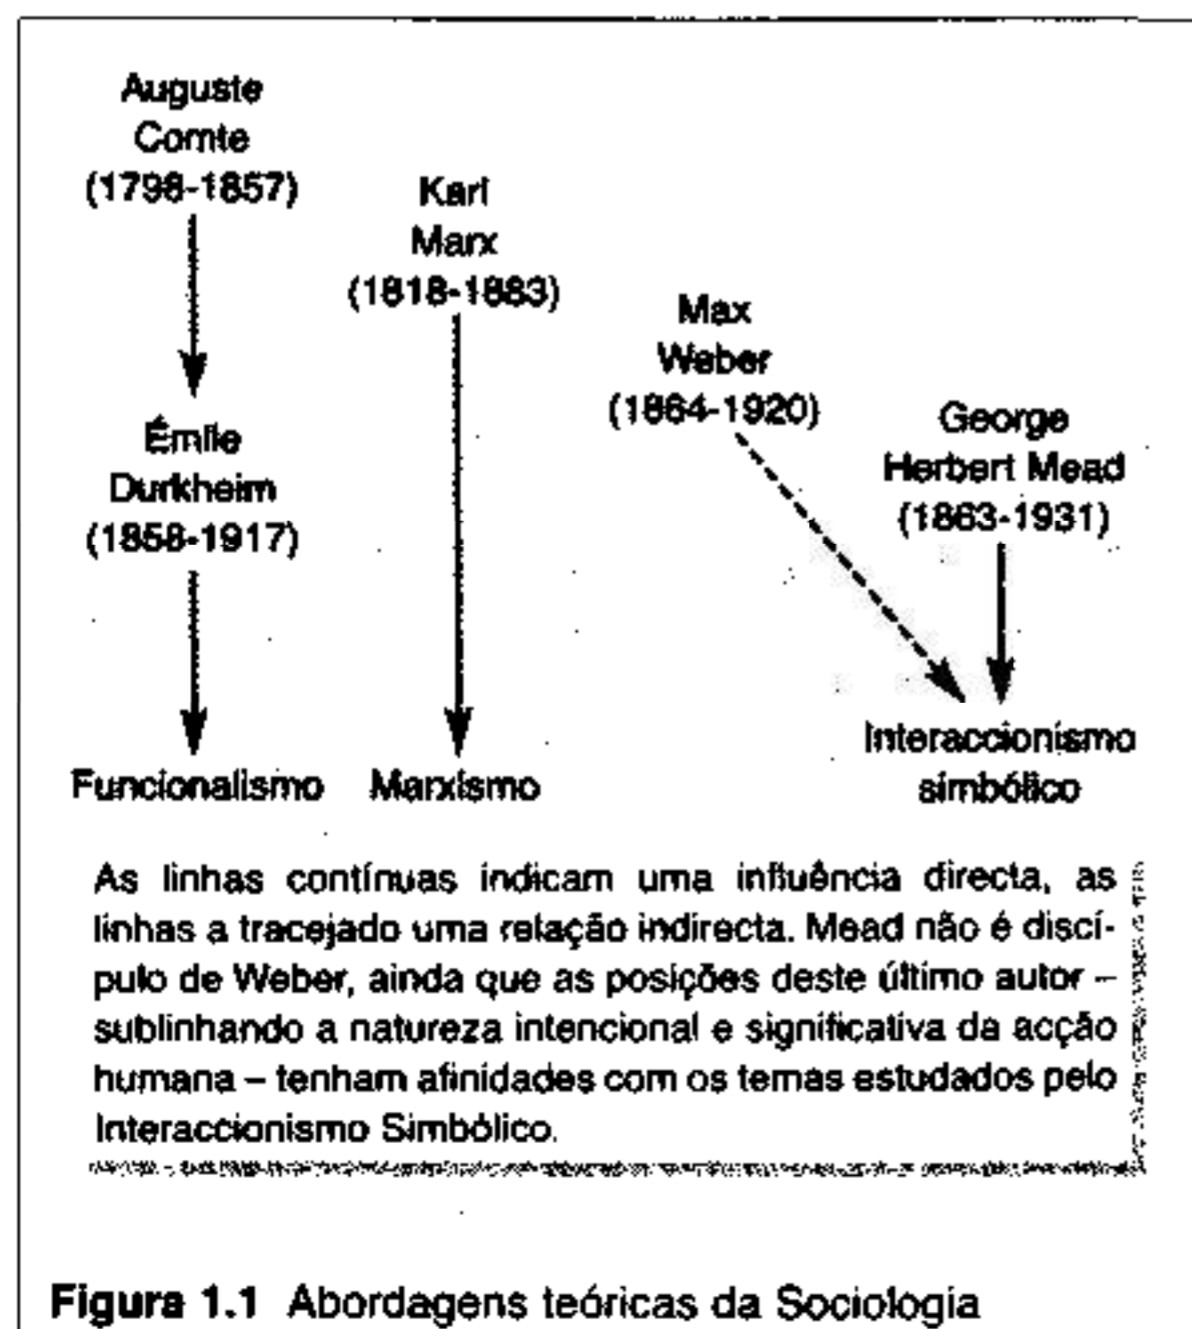 Auguste
Comte
(1798-1857)
Karl
Marx
(1818-1883)
Max
Weber
(1864-1920)
George
Herbert Mead
(1863-1931)
Émile
Durkheim
(1858-1917)
Funcionalismo
Marxismo
Interaccionismo
simbólico
As linhas contínuas indicam uma influência directa, as
linhas a tracejado uma relação indirecta. Mead não é discí-
pulo de Weber, ainda que as posições deste último autor –
sublinhando a natureza intencional e significativa da acção
humana – tenham afinidades com os temas estudados pelo
Interaccionismo Simbólico.
Figura 1.1 Abordagens teóricas da Sociologia